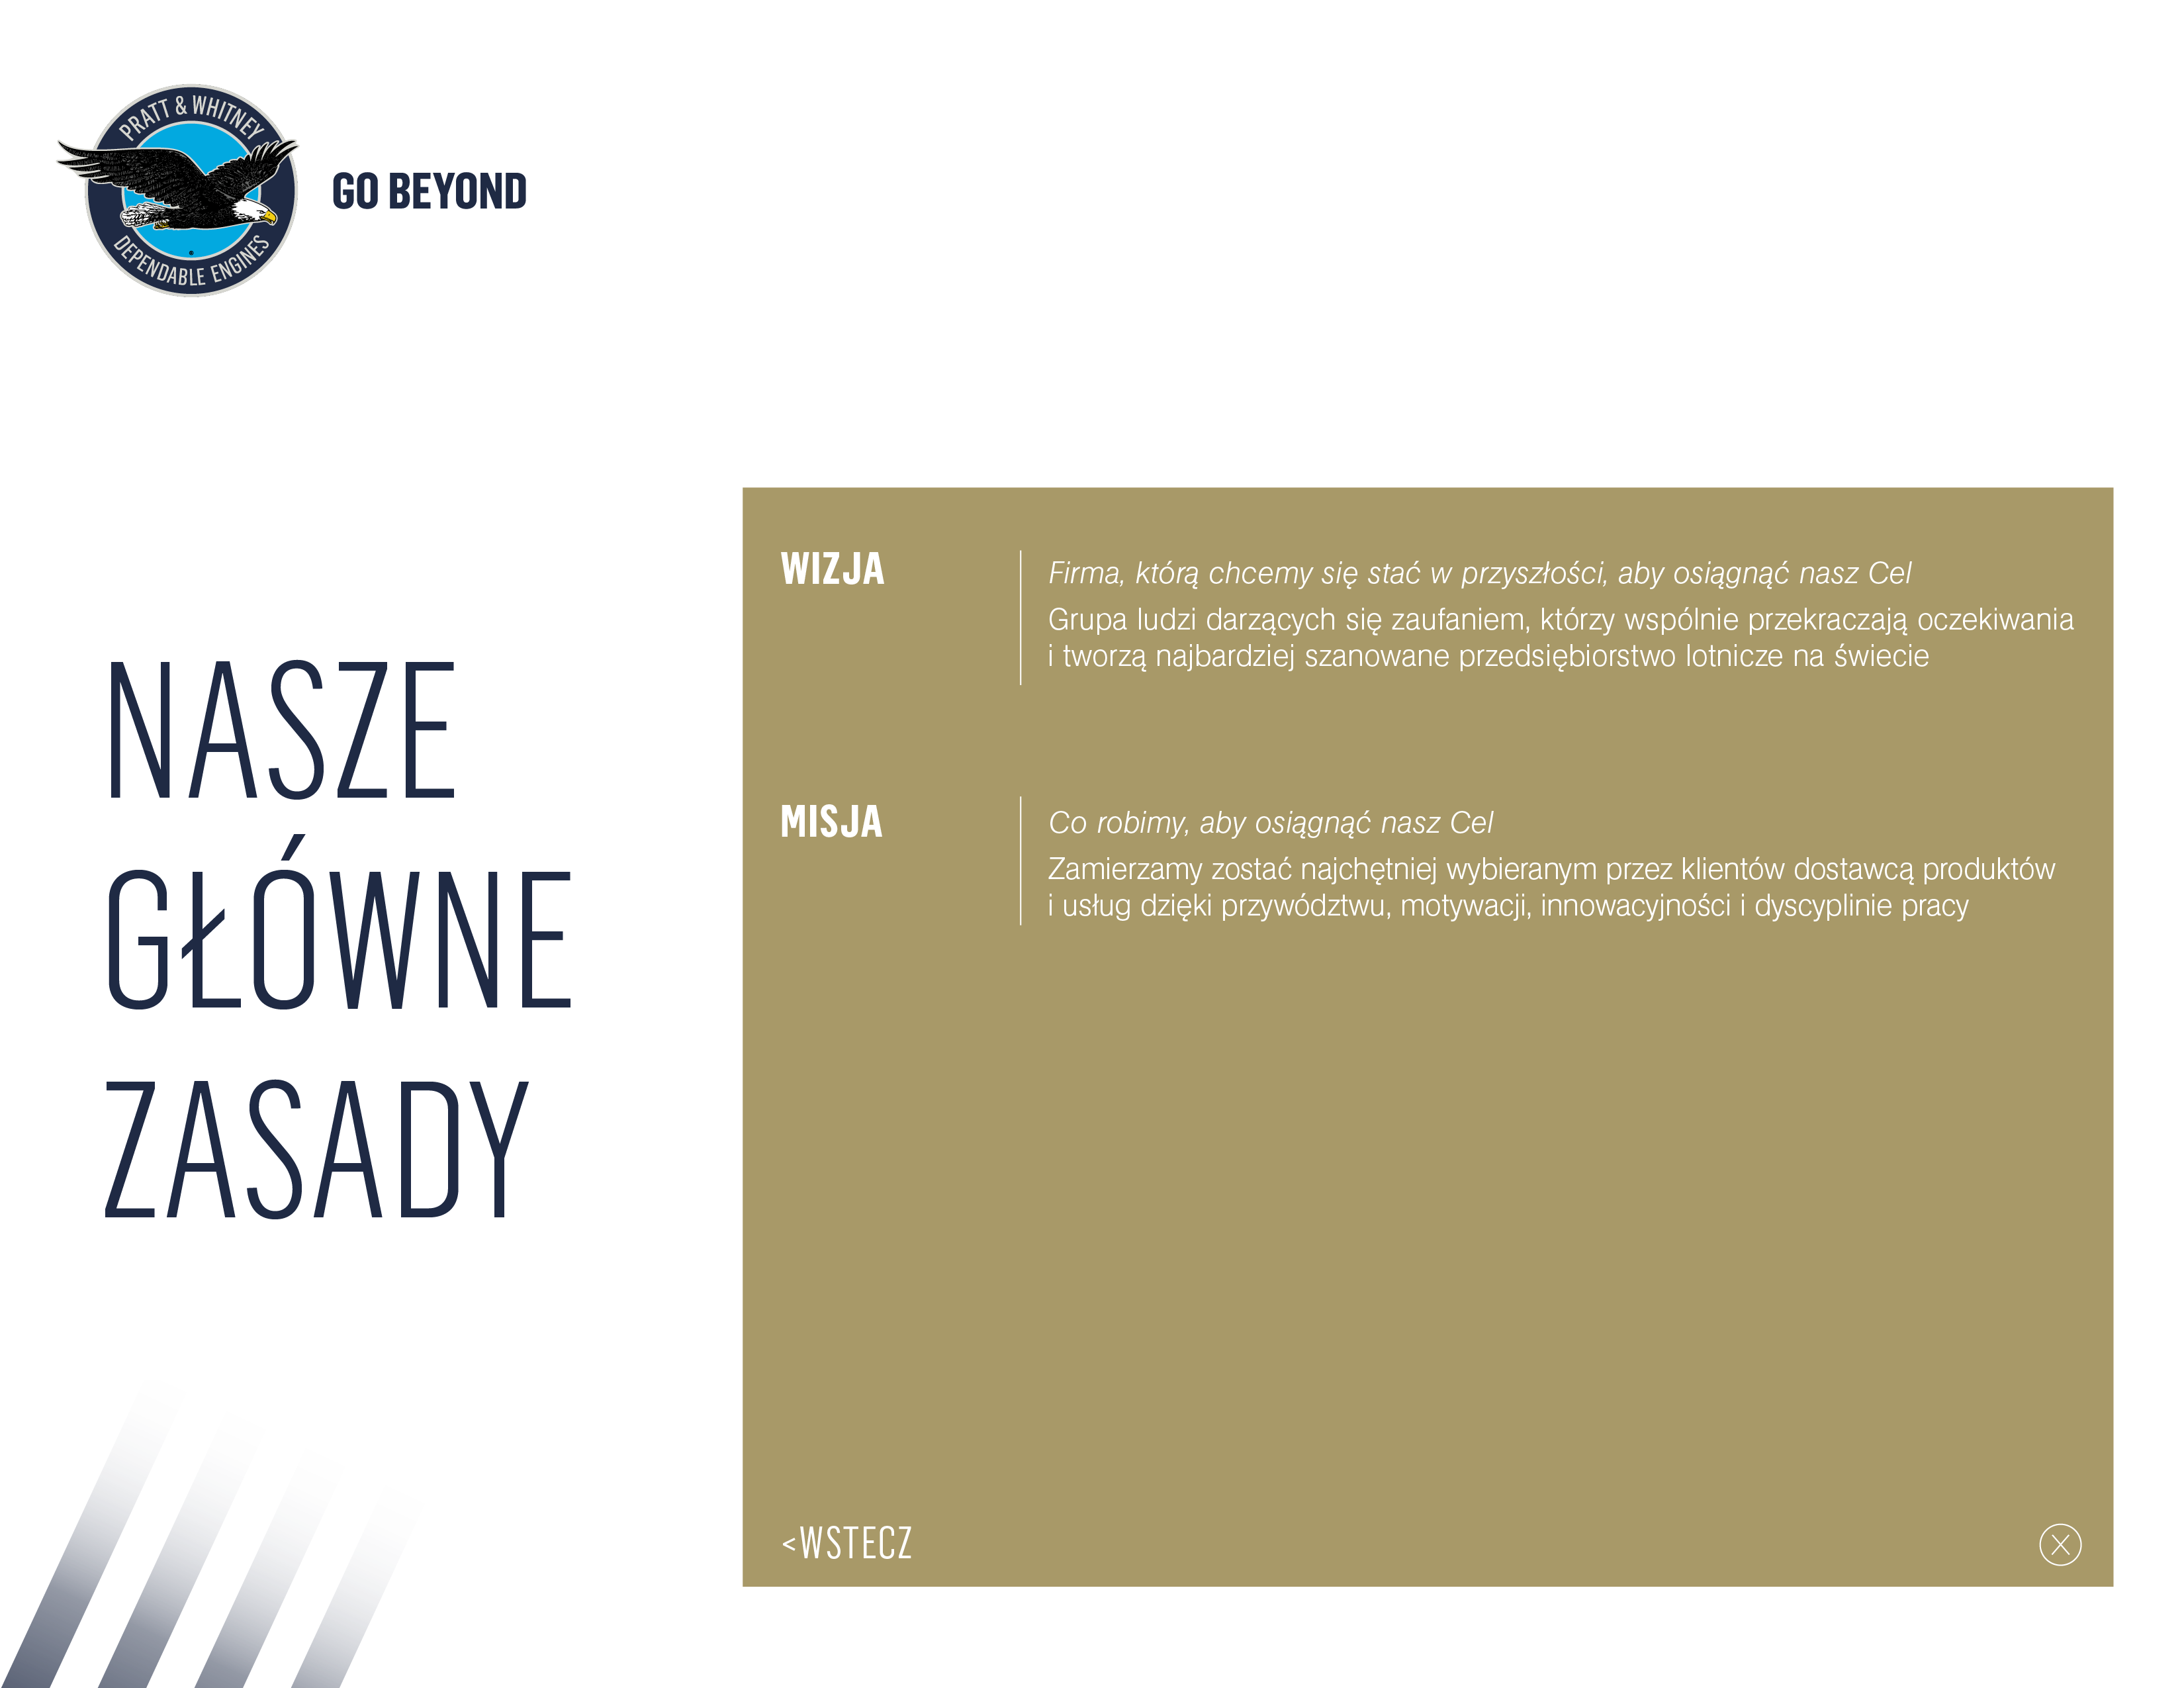 PRATT & WHITNEY
DEPENDABLE ENGINES
GO BEYOND
NASZE
GŁÓWNE
ZASADY
WIZJA
Firma, którą chcemy się stać w przyszłości, aby osiągnąć nasz Cel
Grupa ludzi darzących się zaufaniem, którzy wspólnie przekraczają oczekiwania
i tworzą najbardziej szanowane przedsiębiorstwo lotnicze na świecie
MISJA
Co robimy, aby osiągnąć nasz Cel
Zamierzamy zostać najchętniej wybieranym przez klientów dostawcą produktów
i usług dzięki przywództwu, motywacji, innowacyjności i dyscyplinie pracy
<WSTECZ
X